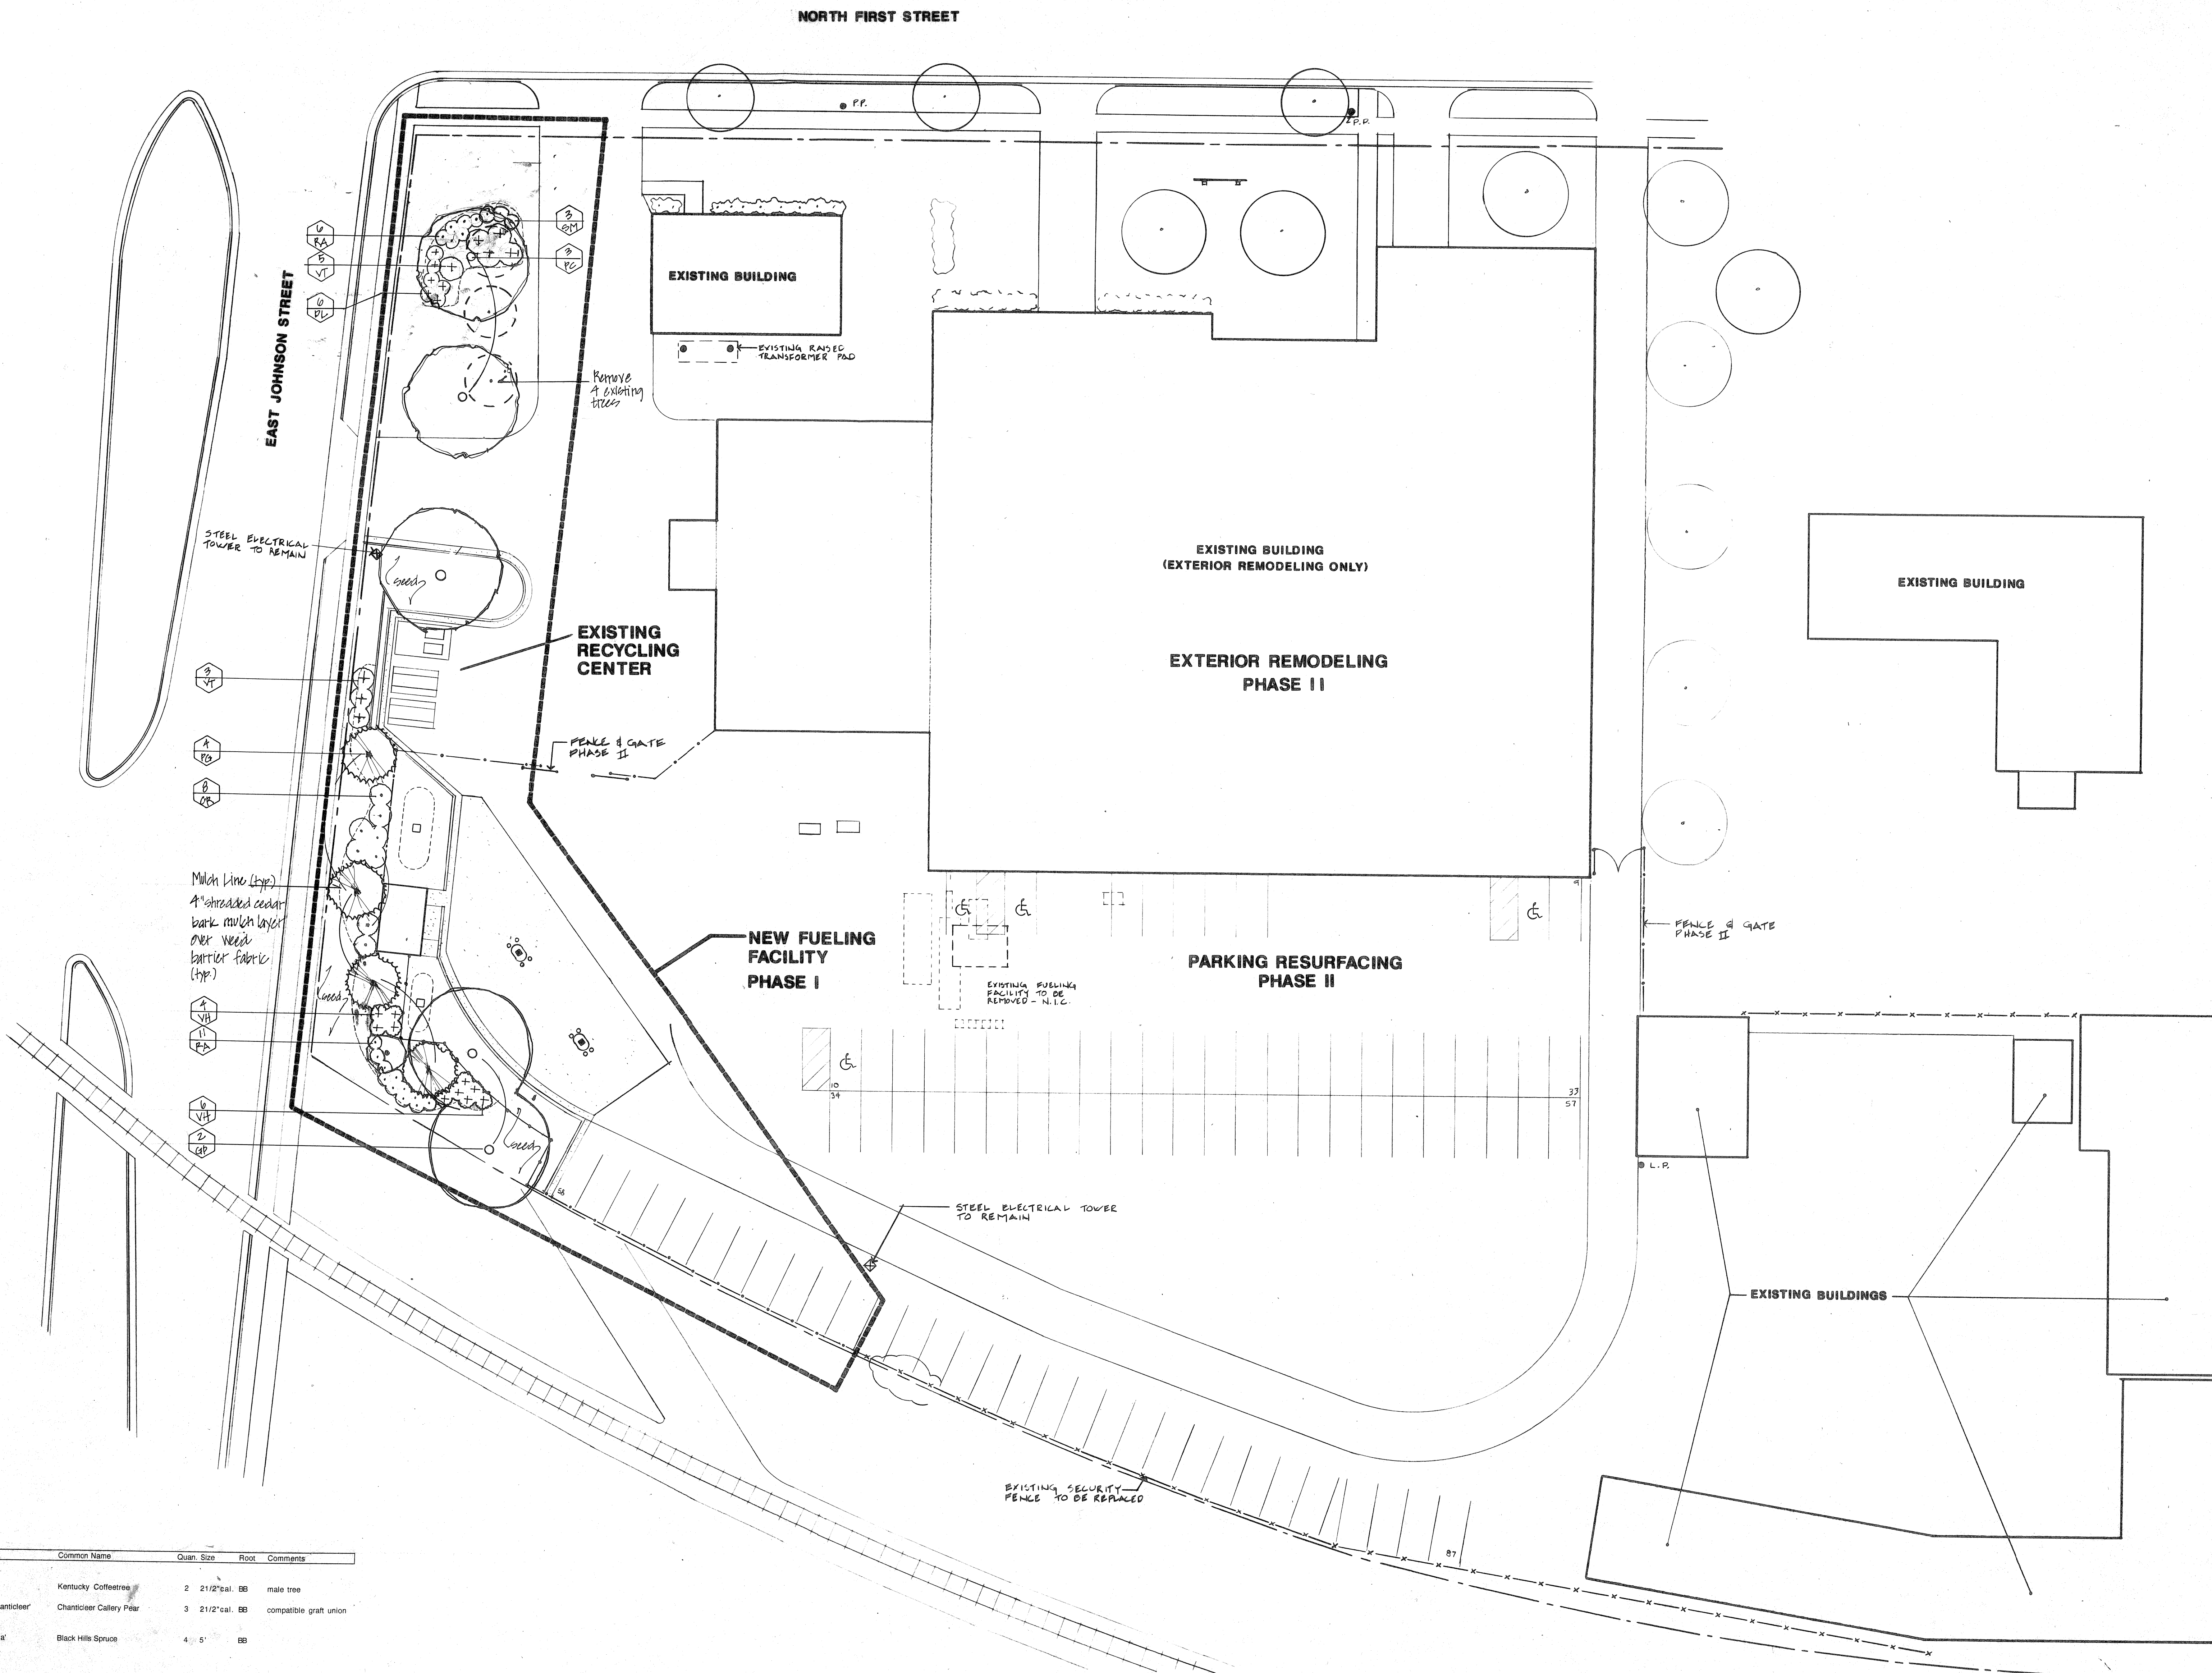 NORTH FIRST STREET
P.P.
P.P.
6
RA
5
VT
6
DL
3
SM
3
PC
EAST JOHNSON STREET
EXISTING BUILDING
EXISTING RAISED
TRANSFORMER PAD
Remove
4 existing
trees
STEEL ELECTRICAL
TOWER TO REMAIN
seed
EXISTING
RECYCLING
CENTER
EXISTING BUILDING
(EXTERIOR REMODELING ONLY)
EXTERIOR REMODELING
PHASE II
EXISTING BUILDING
3
VT
4
PG
FENCE & GATE
PHASE II
8
Mulch Line (typ.)
4" shredded cedar
bark mulch layer
over weed
barrier fabric
(typ.)
seed
NEW FUELING
FACILITY
PHASE I
9
FENCE & GATE
PHASE II
PARKING RESURFACING
PHASE II
EXISTING FUELING
FACILITY TO BE
REMOVED - N.I.C.
4
VH
11
RA
10
34
33
57
6
VH
2
GD
seed
58
L.P.
STEEL ELECTRICAL TOWER
TO REMAIN
EXISTING BUILDINGS
EXISTING SECURITY
FENCE TO BE REPLACED
87
Common Name Quan. Size Root Comments
Kentucky Coffeetree 2 21/2"cal. BB male tree
anticleer' Chanticleer Callery Pear 3 21/2"cal. BB compatible graft union
a' Black Hills Spruce 4 5' BB